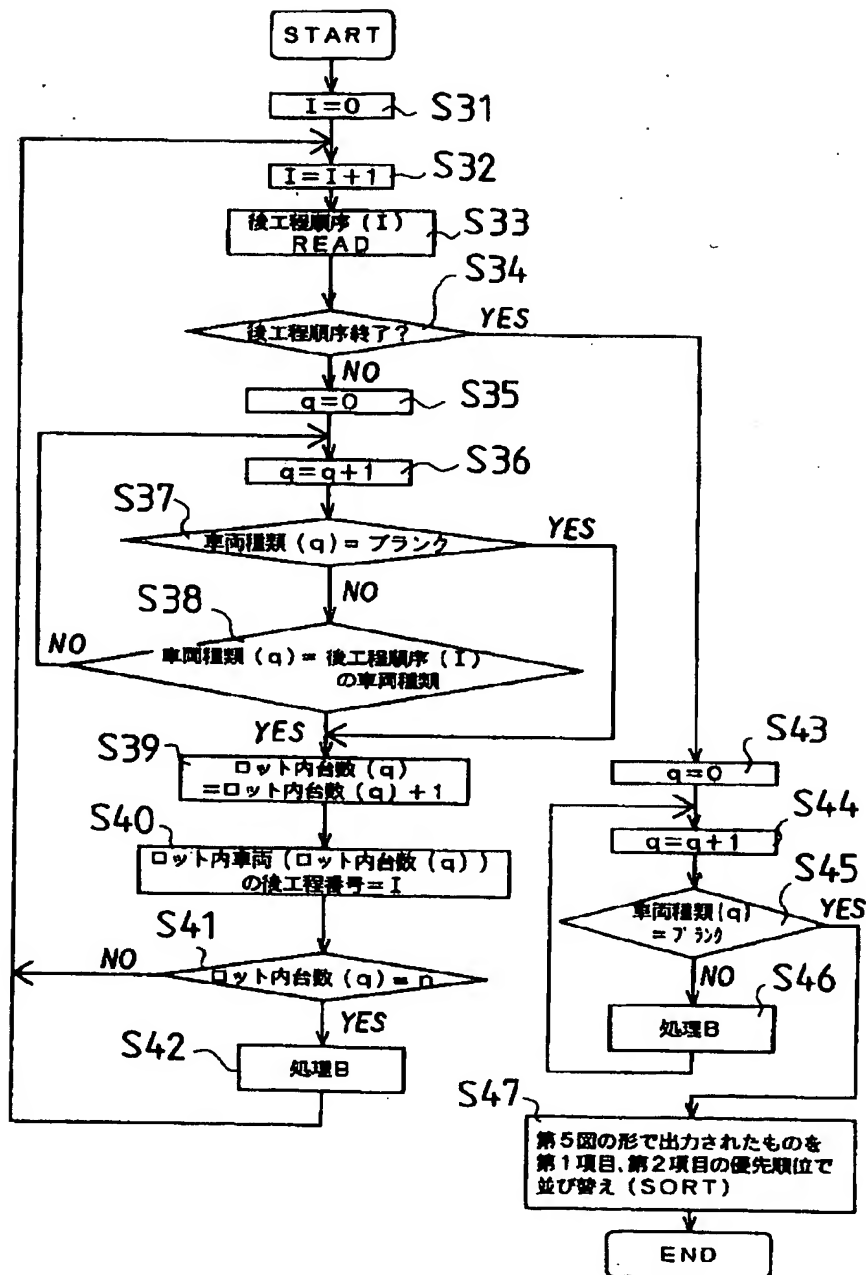 START
I=0
S31
I=I+1
S32
後工程順序(I)
READ
S33
後工程順序終了?
S34
YES
NO
q=0
S35
q=q+1
S36
S37
車両種類(q)=ブランク
YES
NO
S38
NO
車両種類(q)=後工程順序(I)
の車両種類
YES
S39
ロット内台数(q)
=ロット内台数(q)+1
S40
ロット内車両(ロット内台数(q))
の後工程番号=I
S41
NO
ロット内台数(q)=n
YES
S42
処理B
S43
q=0
S44
q=q+1
S45
車両種類(q)
=ブランク
YES
NO
S46
処理B
S47
第5図の形で出力されたものを
第1項目、第2項目の優先順位で
並び替え(SORT)
END